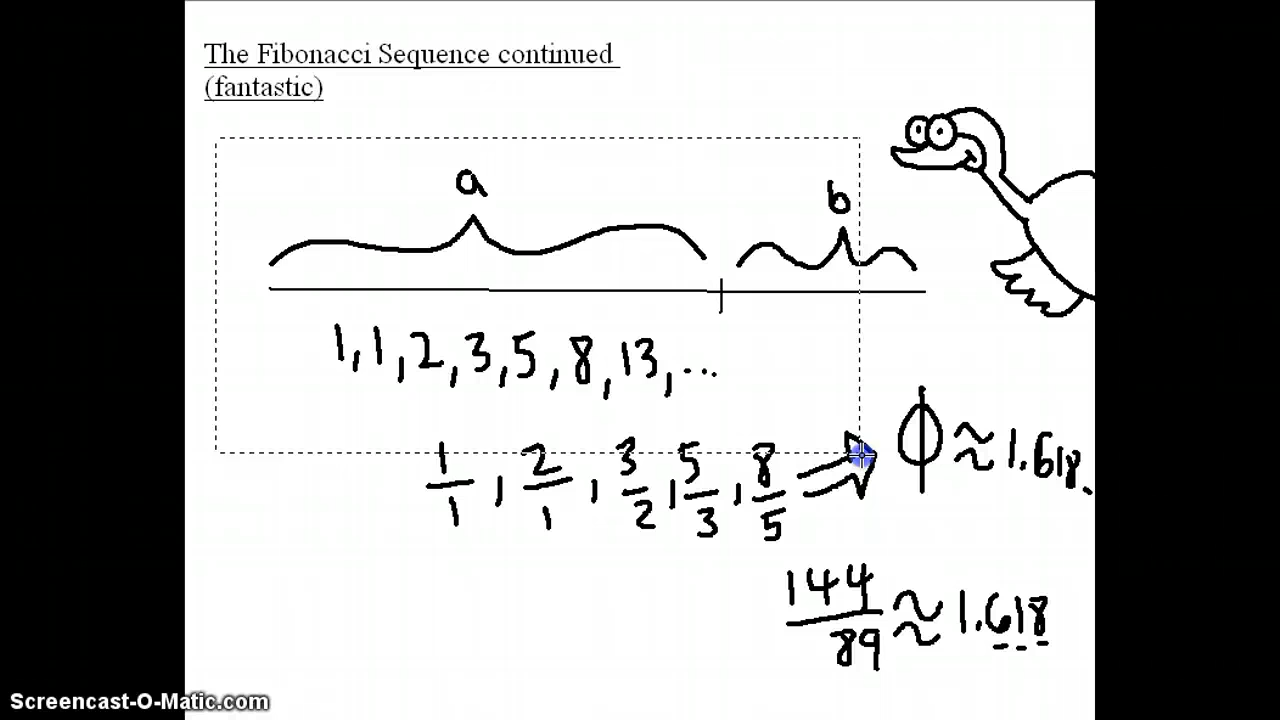 The Fibonacci Sequence continued
(fantastic)
a
b
1, 1, 2, 3, 5, 8, 13, ...
1/1, 2/1, 3/2, 5/3, 8/5 ⇒ ϕ ≈ 1.618..
144/89 ≈ 1.618
Screencast-O-Matic.com